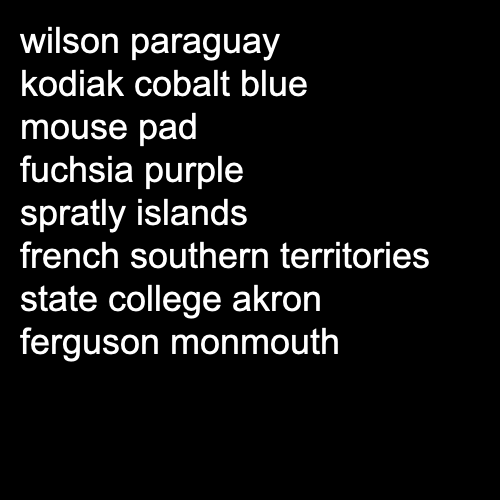 wilson paraguay
kodiak cobalt blue
mouse pad
fuchsia purple
spratly islands
french southern territories
state college akron
ferguson monmouth